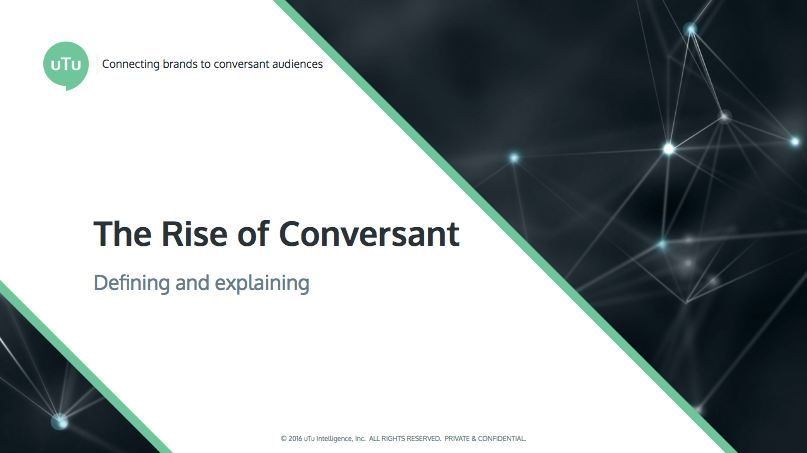 uTu
Connecting brands to conversant audiences
The Rise of Conversant
Defining and explaining
© 2016 uTu Intelligence, Inc. ALL RIGHTS RESERVED. PRIVATE & CONFIDENTIAL.